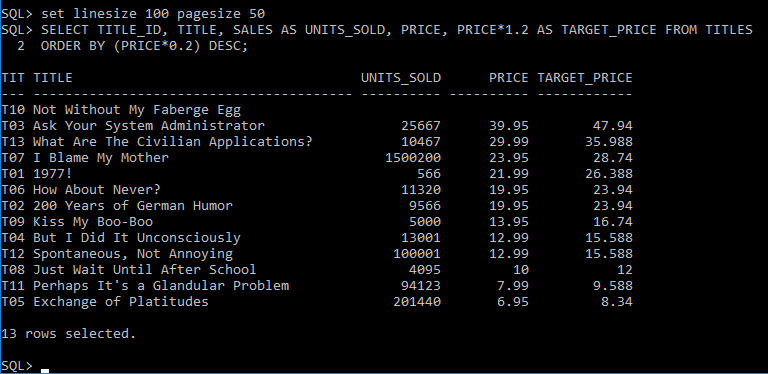 SQL> set linesize 100 pagesize 50
SQL> SELECT TITLE_ID, TITLE, SALES AS UNITS_SOLD, PRICE, PRICE*1.2 AS TARGET_PRICE FROM TITLES
  2  ORDER BY (PRICE*0.2) DESC;

TIT TITLE                                    UNITS_SOLD      PRICE TARGET_PRICE
--- ---------------------------------------- ---------- ---------- ------------
T10 Not Without My Faberge Egg
T03 Ask Your System Administrator                 25667      39.95        47.94
T13 What Are The Civilian Applications?           10467      29.99       35.988
T07 I Blame My Mother                           1500200      23.95        28.74
T01 1977!                                           566      21.99       26.388
T06 How About Never?                              11320      19.95        23.94
T02 200 Years of German Humor                      9566      19.95        23.94
T09 Kiss My Boo-Boo                                5000      13.95        16.74
T04 But I Did It Unconsciously                    13001      12.99       15.588
T12 Spontaneous, Not Annoying                    100001      12.99       15.588
T08 Just Wait Until After School                   4095         10           12
T11 Perhaps It's a Glandular Problem              94123       7.99        9.588
T05 Exchange of Platitudes                       201440       6.95         8.34

13 rows selected.

SQL>